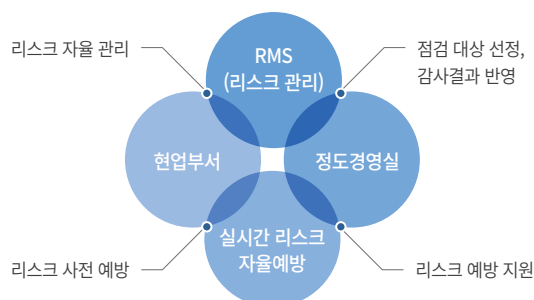 리스크 자율 관리
RMS
(리스크 관리)
점검 대상 선정,
감사결과 반영
현업부서
정도경영실
실시간 리스크
자율예방
리스크 사전 예방
리스크 예방 지원